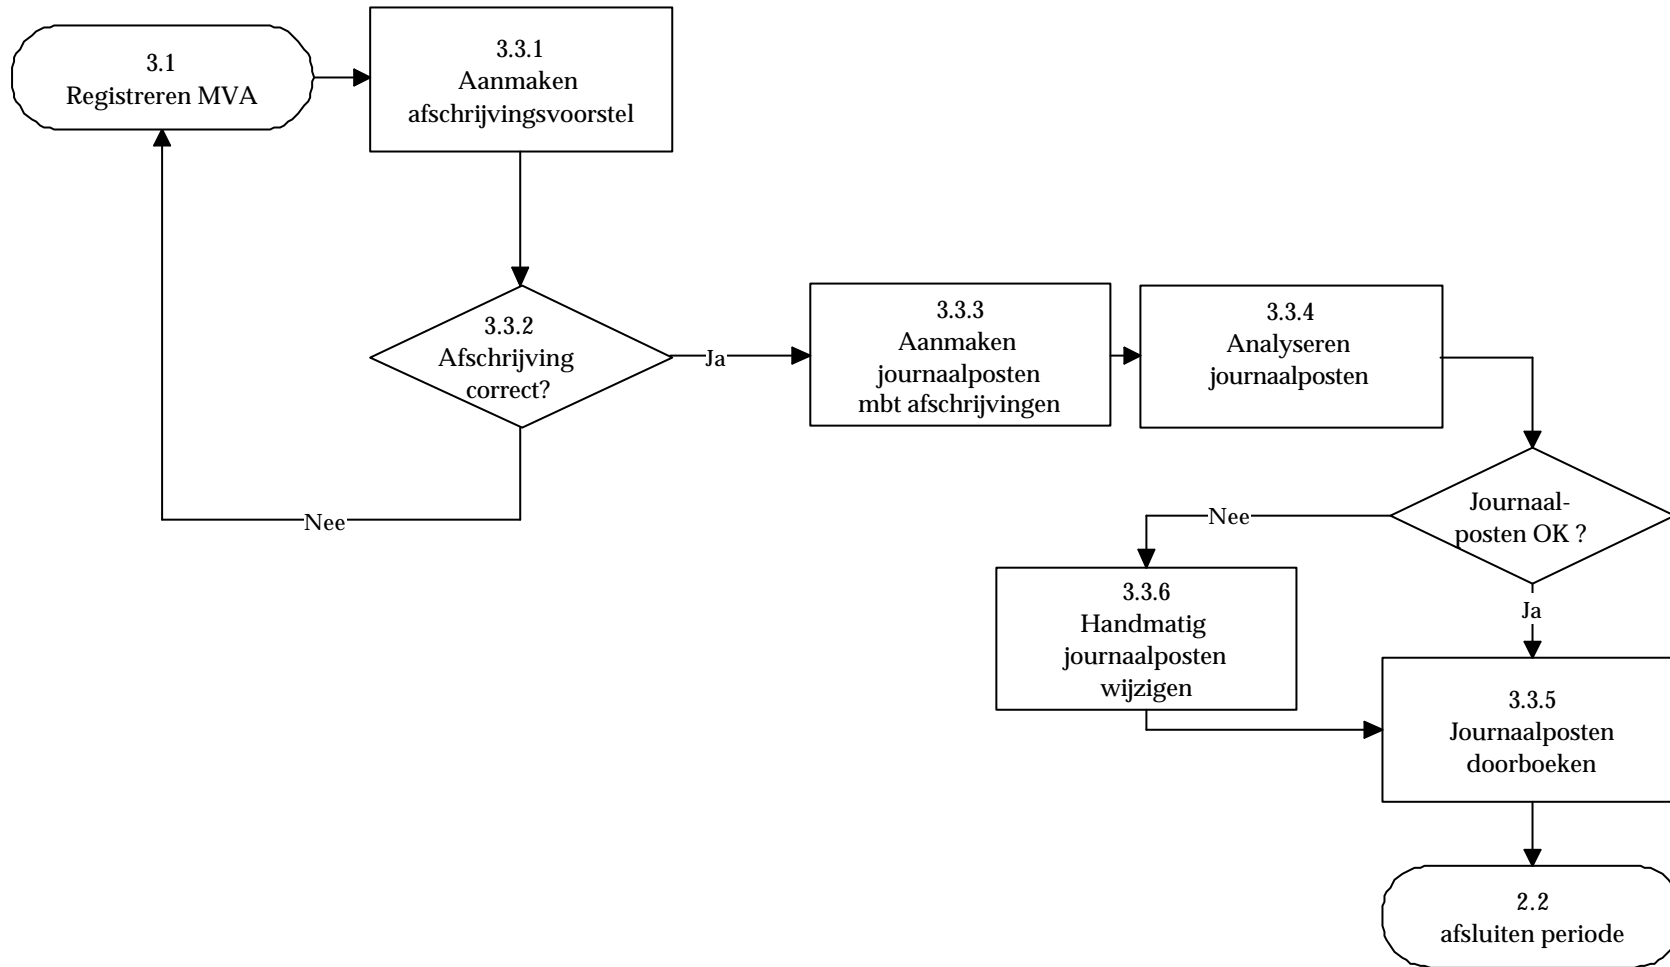 3.1
Registreren MVA
3.3.1
Aanmaken
afschrijvingsvoorstel
3.3.2
Afschrijving
correct?
Ja
Nee
3.3.3
Aanmaken
journaalposten
mbt afschrijvingen
3.3.4
Analyseren
journaalposten
Journaal-
posten OK ?
Nee
Ja
3.3.6
Handmatig
journaalposten
wijzigen
3.3.5
Journaalposten
doorboeken
2.2
afsluiten periode